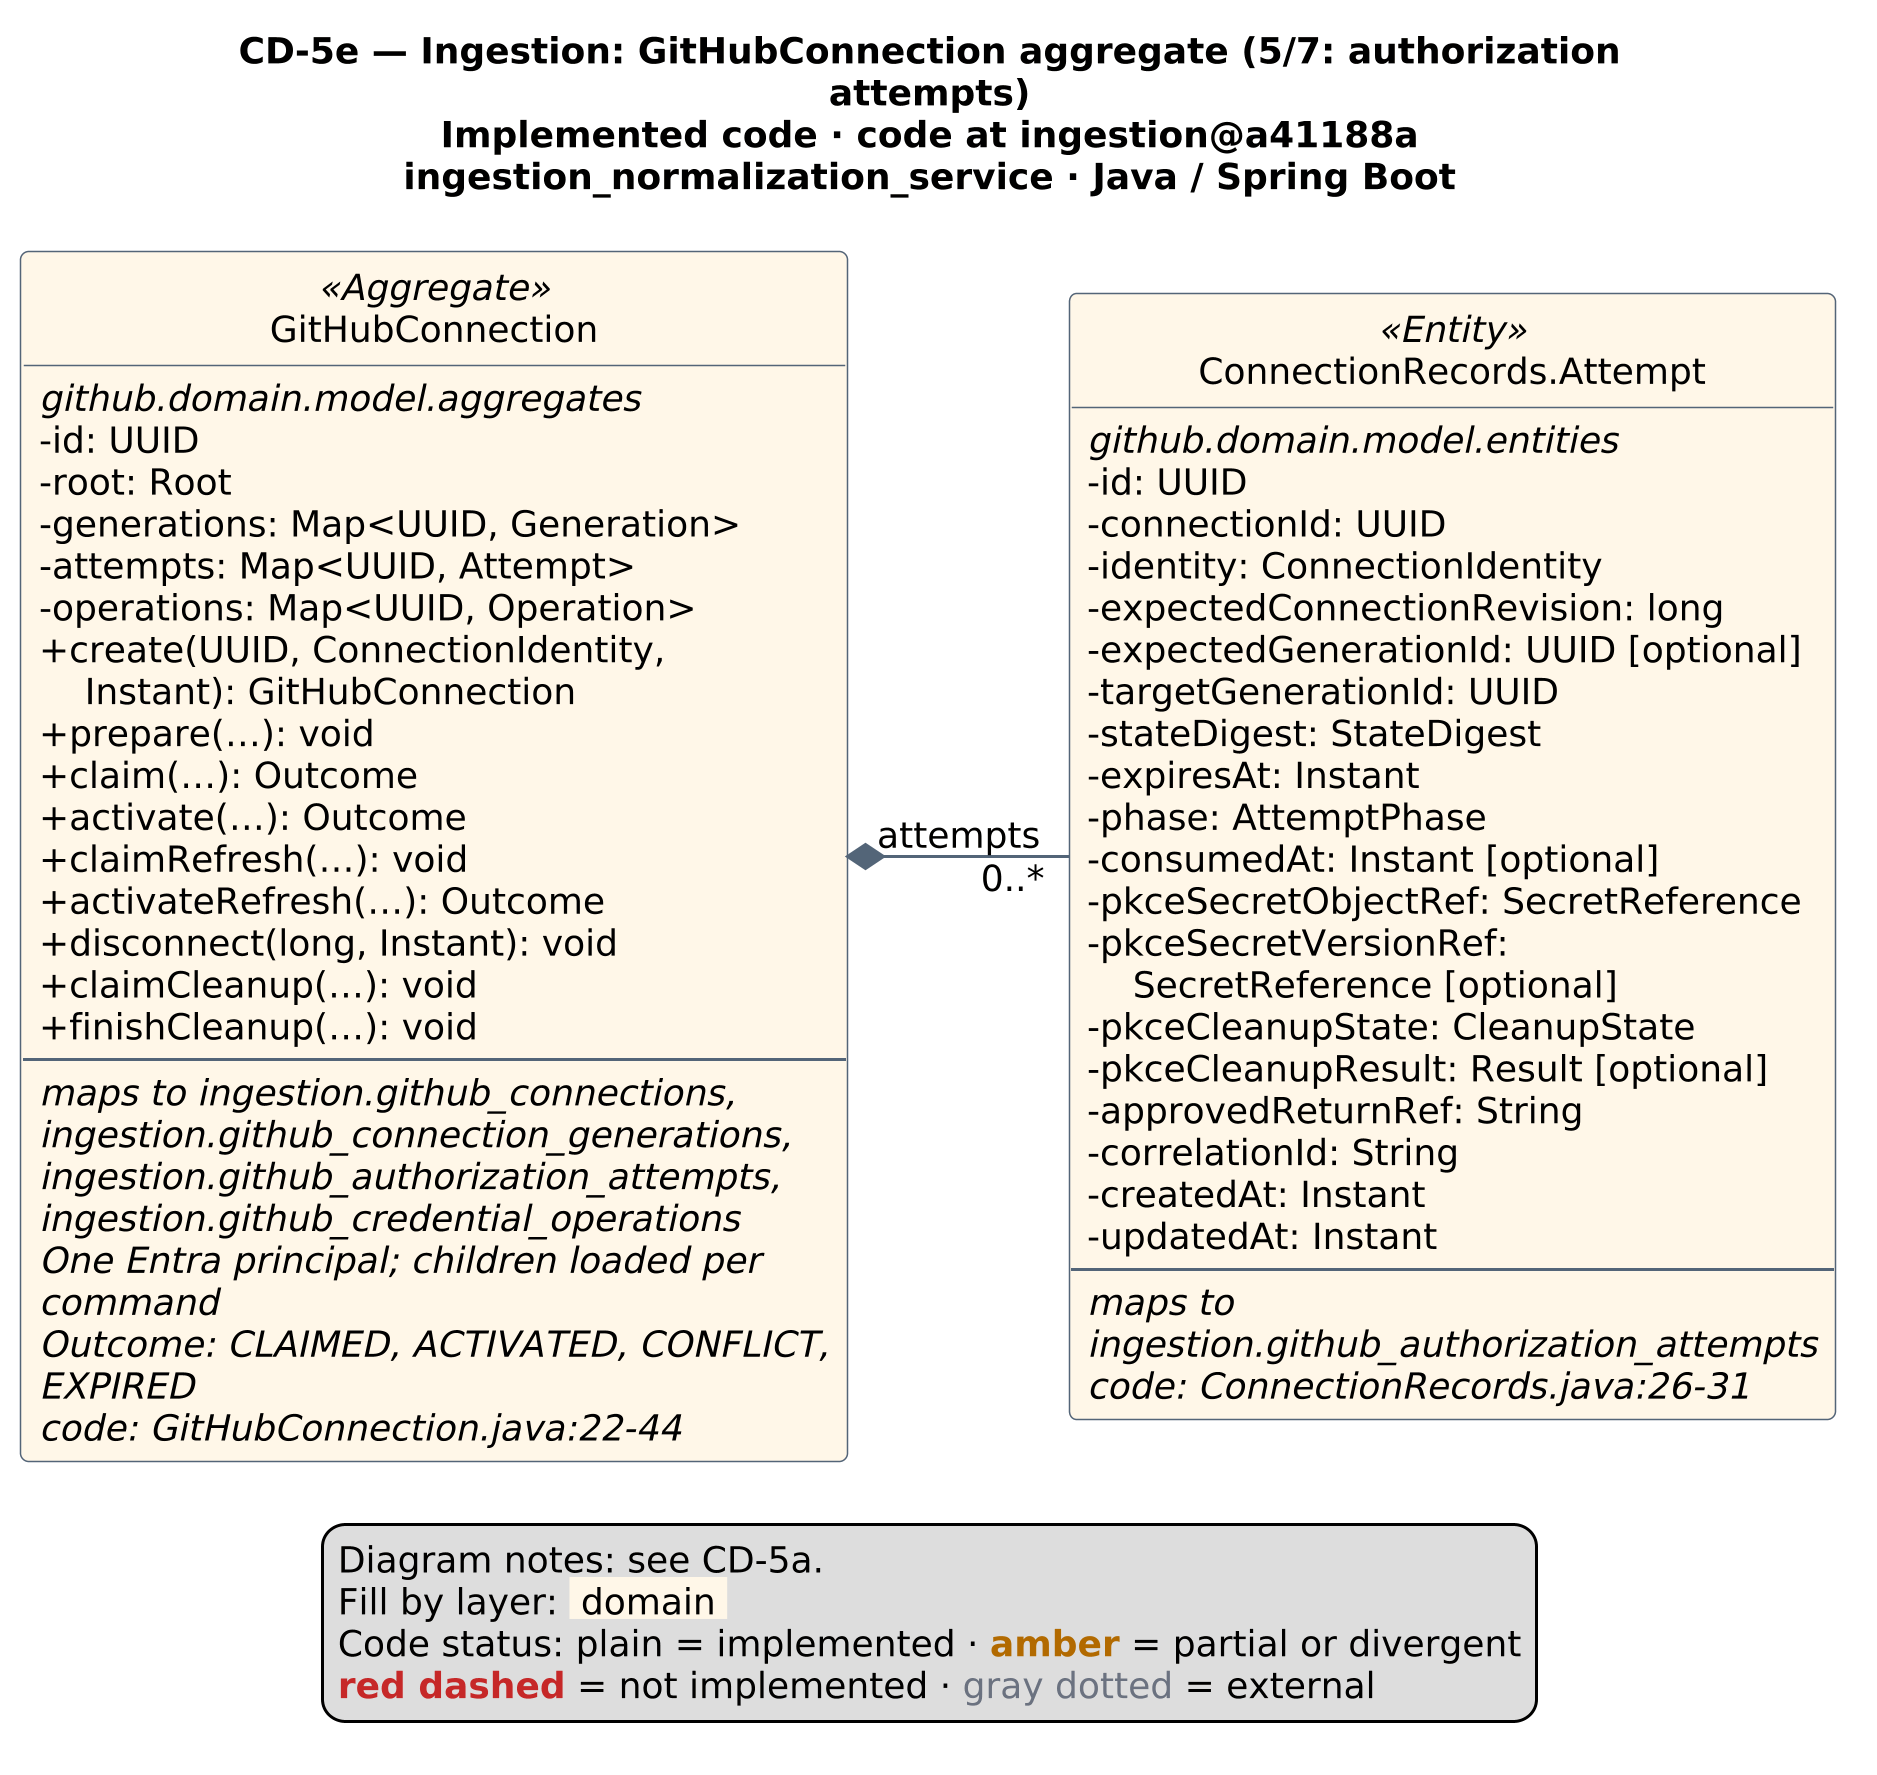 CD-5e — Ingestion: GitHubConnection aggregate (5/7: authorization
attempts)
Implemented code · code at ingestion@a41188a
ingestion_normalization_service · Java / Spring Boot
«Aggregate»
GitHubConnection
github.domain.model.aggregates
-id: UUID
-root: Root
-generations: Map<UUID, Generation>
-attempts: Map<UUID, Attempt>
-operations: Map<UUID, Operation>
+create(UUID, ConnectionIdentity,
Instant): GitHubConnection
+prepare(...): void
+claim(...): Outcome
+activate(...): Outcome
+claimRefresh(...): void
+activateRefresh(...): Outcome
+disconnect(long, Instant): void
+claimCleanup(...): void
+finishCleanup(...): void
maps to ingestion.github_connections,
ingestion.github_connection_generations,
ingestion.github_authorization_attempts,
ingestion.github_credential_operations
One Entra principal; children loaded per
command
Outcome: CLAIMED, ACTIVATED, CONFLICT,
EXPIRED
code: GitHubConnection.java:22-44
attempts
0..*
«Entity»
ConnectionRecords.Attempt
github.domain.model.entities
-id: UUID
-connectionId: UUID
-identity: ConnectionIdentity
-expectedConnectionRevision: long
-expectedGenerationId: UUID [optional]
-targetGenerationId: UUID
-stateDigest: StateDigest
-expiresAt: Instant
-phase: AttemptPhase
-consumedAt: Instant [optional]
-pkceSecretObjectRef: SecretReference
-pkceSecretVersionRef:
SecretReference [optional]
-pkceCleanupState: CleanupState
-pkceCleanupResult: Result [optional]
-approvedReturnRef: String
-correlationId: String
-createdAt: Instant
-updatedAt: Instant
maps to
ingestion.github_authorization_attempts
code: ConnectionRecords.java:26-31
Diagram notes: see CD-5a.
Fill by layer: domain
Code status: plain = implemented · amber = partial or divergent
red dashed = not implemented · gray dotted = external